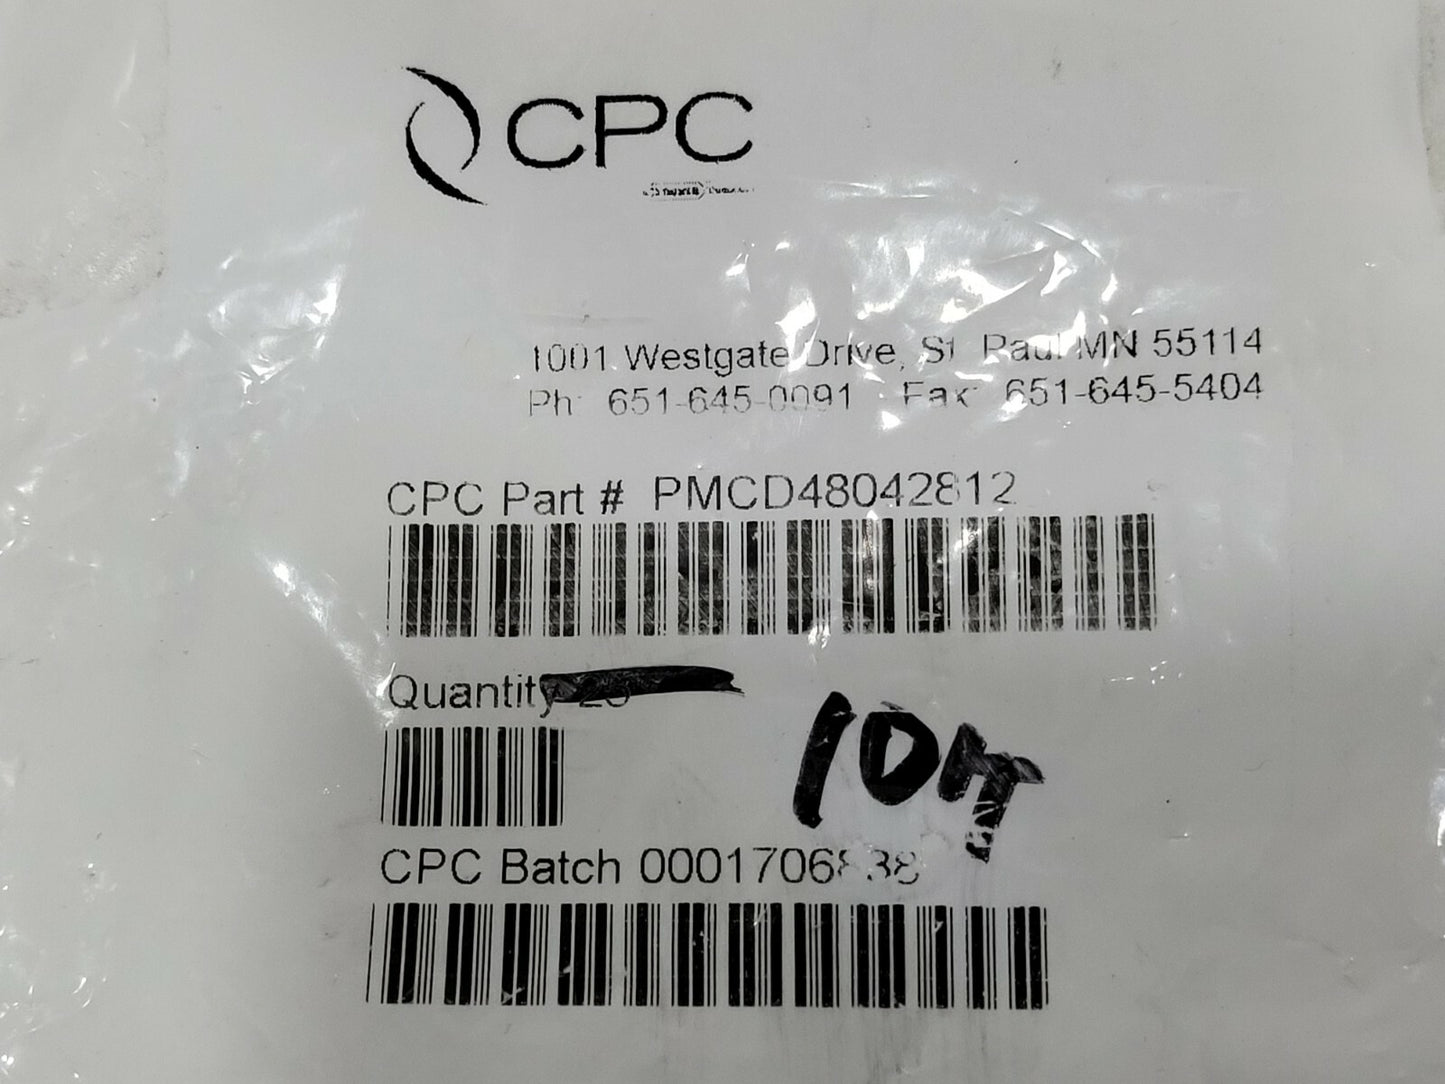 CPC
1001 Westgate Drive, St. Paul MN 55114
Ph: 651-645-0091 Fax: 651-645-5404
CPC Part # PMCD48042812
Quantity
10
CPC Batch 0001706838